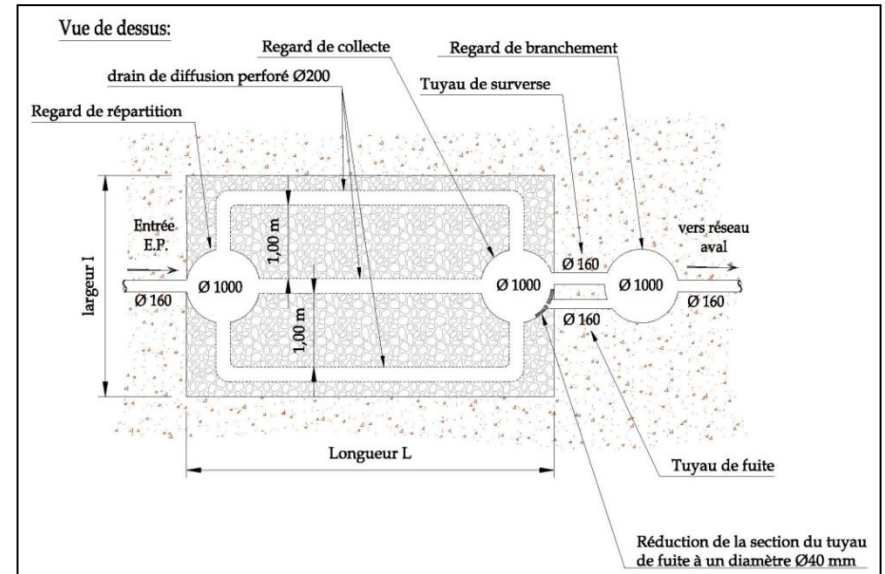 Vue de dessus:
Regard de collecte
Regard de branchement
drain de diffusion perforé Ø200
Tuyau de surverse
Regard de répartition
Entrée
E.P.
vers réseau
aval
largeur l
1,00 m
Ø 160
Ø 1000
Ø 1000
Ø 160
Ø 1000
Ø 160
Ø 160
1,00 m
Longueur L
Tuyau de fuite
Réduction de la section du tuyau
de fuite à un diamètre Ø40 mm